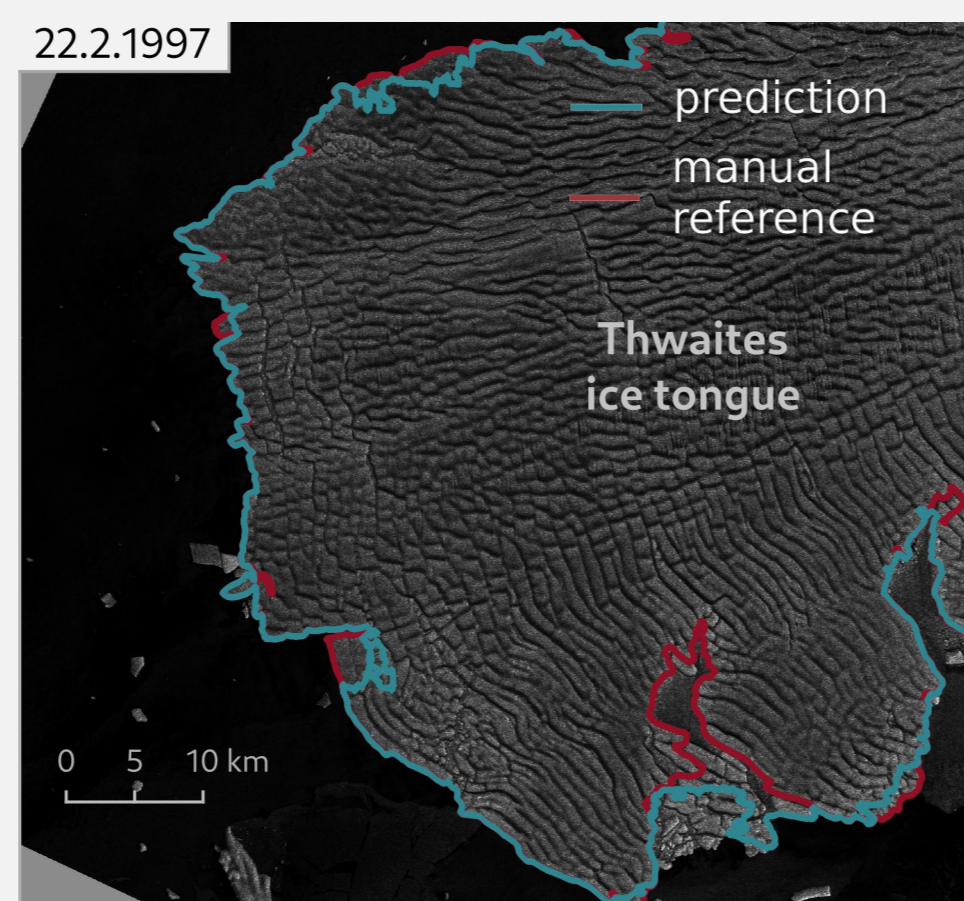 22.2.1997
prediction
manual
reference
Thwaites
ice tongue
0 5 10 km